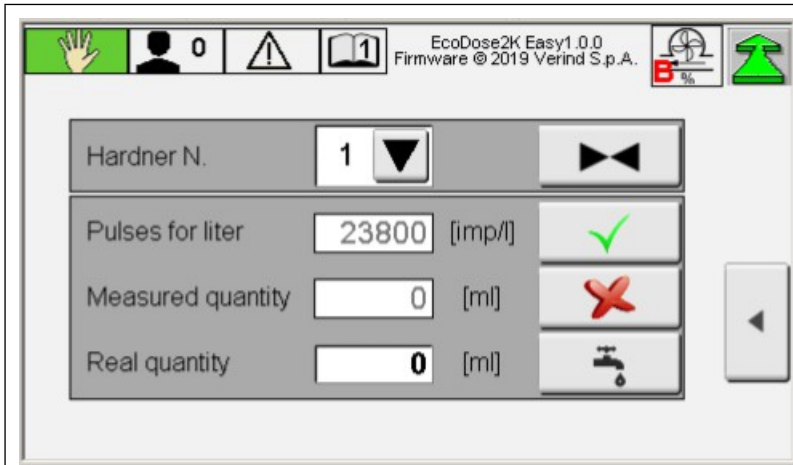 0
1
EcoDose2K Easy1.0.0
Firmware © 2019 Verind S.p.A.
B %
Hardner N. 1
Pulses for liter 23800 [imp/l]
Measured quantity 0 [ml]
Real quantity 0 [ml]